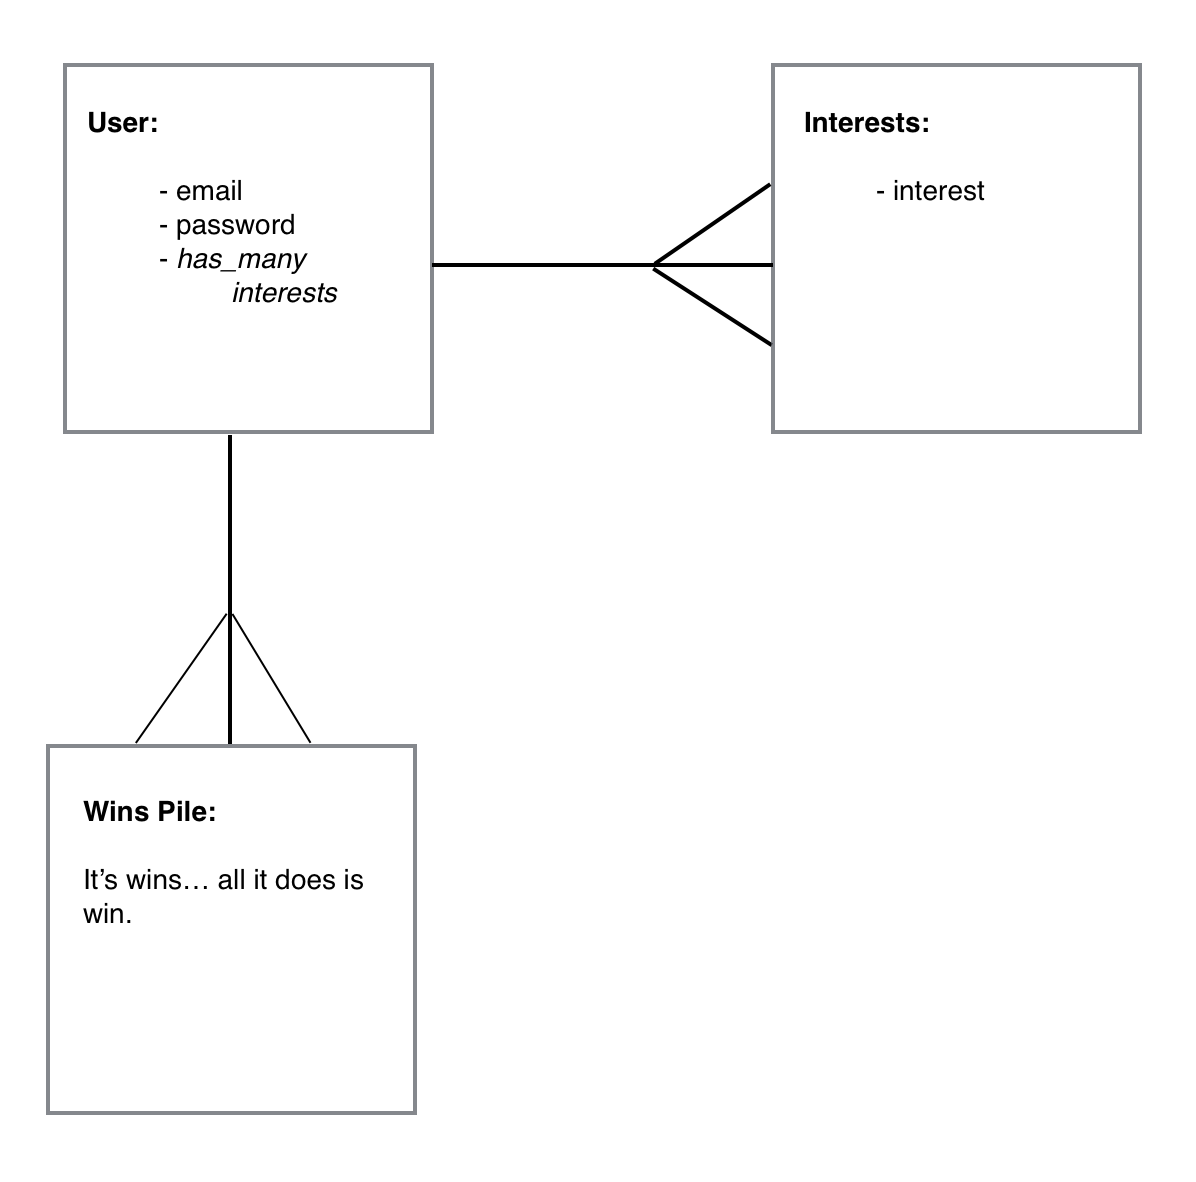 User:
- email
- password
- has_many
interests
Interests:
- interest
Wins Pile:
It’s wins… all it does is
win.